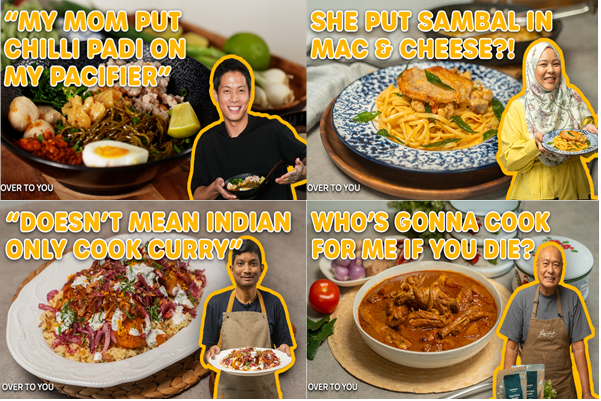 “MY MOM PUT
CHILLI PADI ON
MY PACIFIER”
OVER TO YOU
SHE PUT SAMBAL IN
MAC & CHEESE?!
OVER TO YOU
“DOESN’T MEAN INDIAN
ONLY COOK CURRY”
OVER TO YOU
WHO’S GONNA COOK
FOR ME IF YOU DIE?
OVER TO YOU